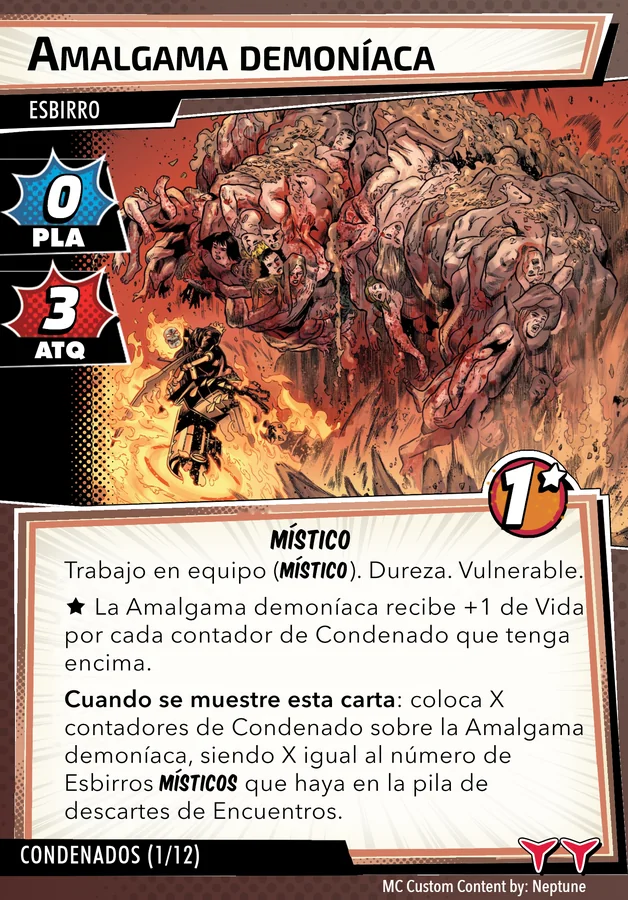 Amalgama demoníaca
ESBIRRO
0
PLA
3
ATQ
1★
MÍSTICO
Trabajo en equipo (MÍSTICO). Dureza. Vulnerable.
★ La Amalgama demoníaca recibe +1 de Vida
por cada contador de Condenado que tenga
encima.
Cuando se muestre esta carta: coloca X
contadores de Condenado sobre la Amalgama
demoníaca, siendo X igual al número de
Esbirros MÍSTICOS que haya en la pila de
descartes de Encuentros.
CONDENADOS (1/12)
MC Custom Content by: Neptune